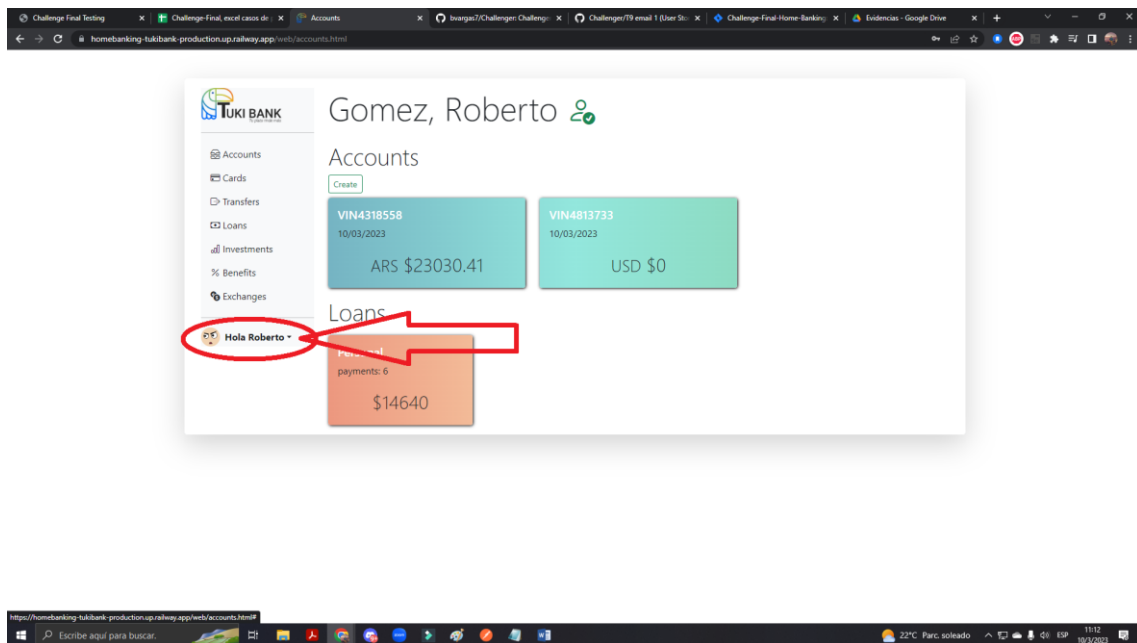 Challenge Final Testing
Challenge-Final, excel casos de p
Accounts
bvargas7/Challenger: Challenge
Challenger/T9 email 1 (User Stor
Challenge-Final-Home-Banking
Evidencias - Google Drive
homebanking-tukibank-production.up.railway.app/web/accounts.html
TUKI BANK
Gomez, Roberto
Accounts
Cards
Transfers
Loans
Investments
% Benefits
Exchanges
Hola Roberto
Accounts
Create
VIN4318558
10/03/2023
ARS $23030.41
VIN4813733
10/03/2023
USD $0
Loans
Personal
payments: 6
$14640
https://homebanking-tukibank-production.up.railway.app/web/accounts.html#
Escribe aquí para buscar.
22°C Parc. soleado
ESP
11:12
10/3/2023